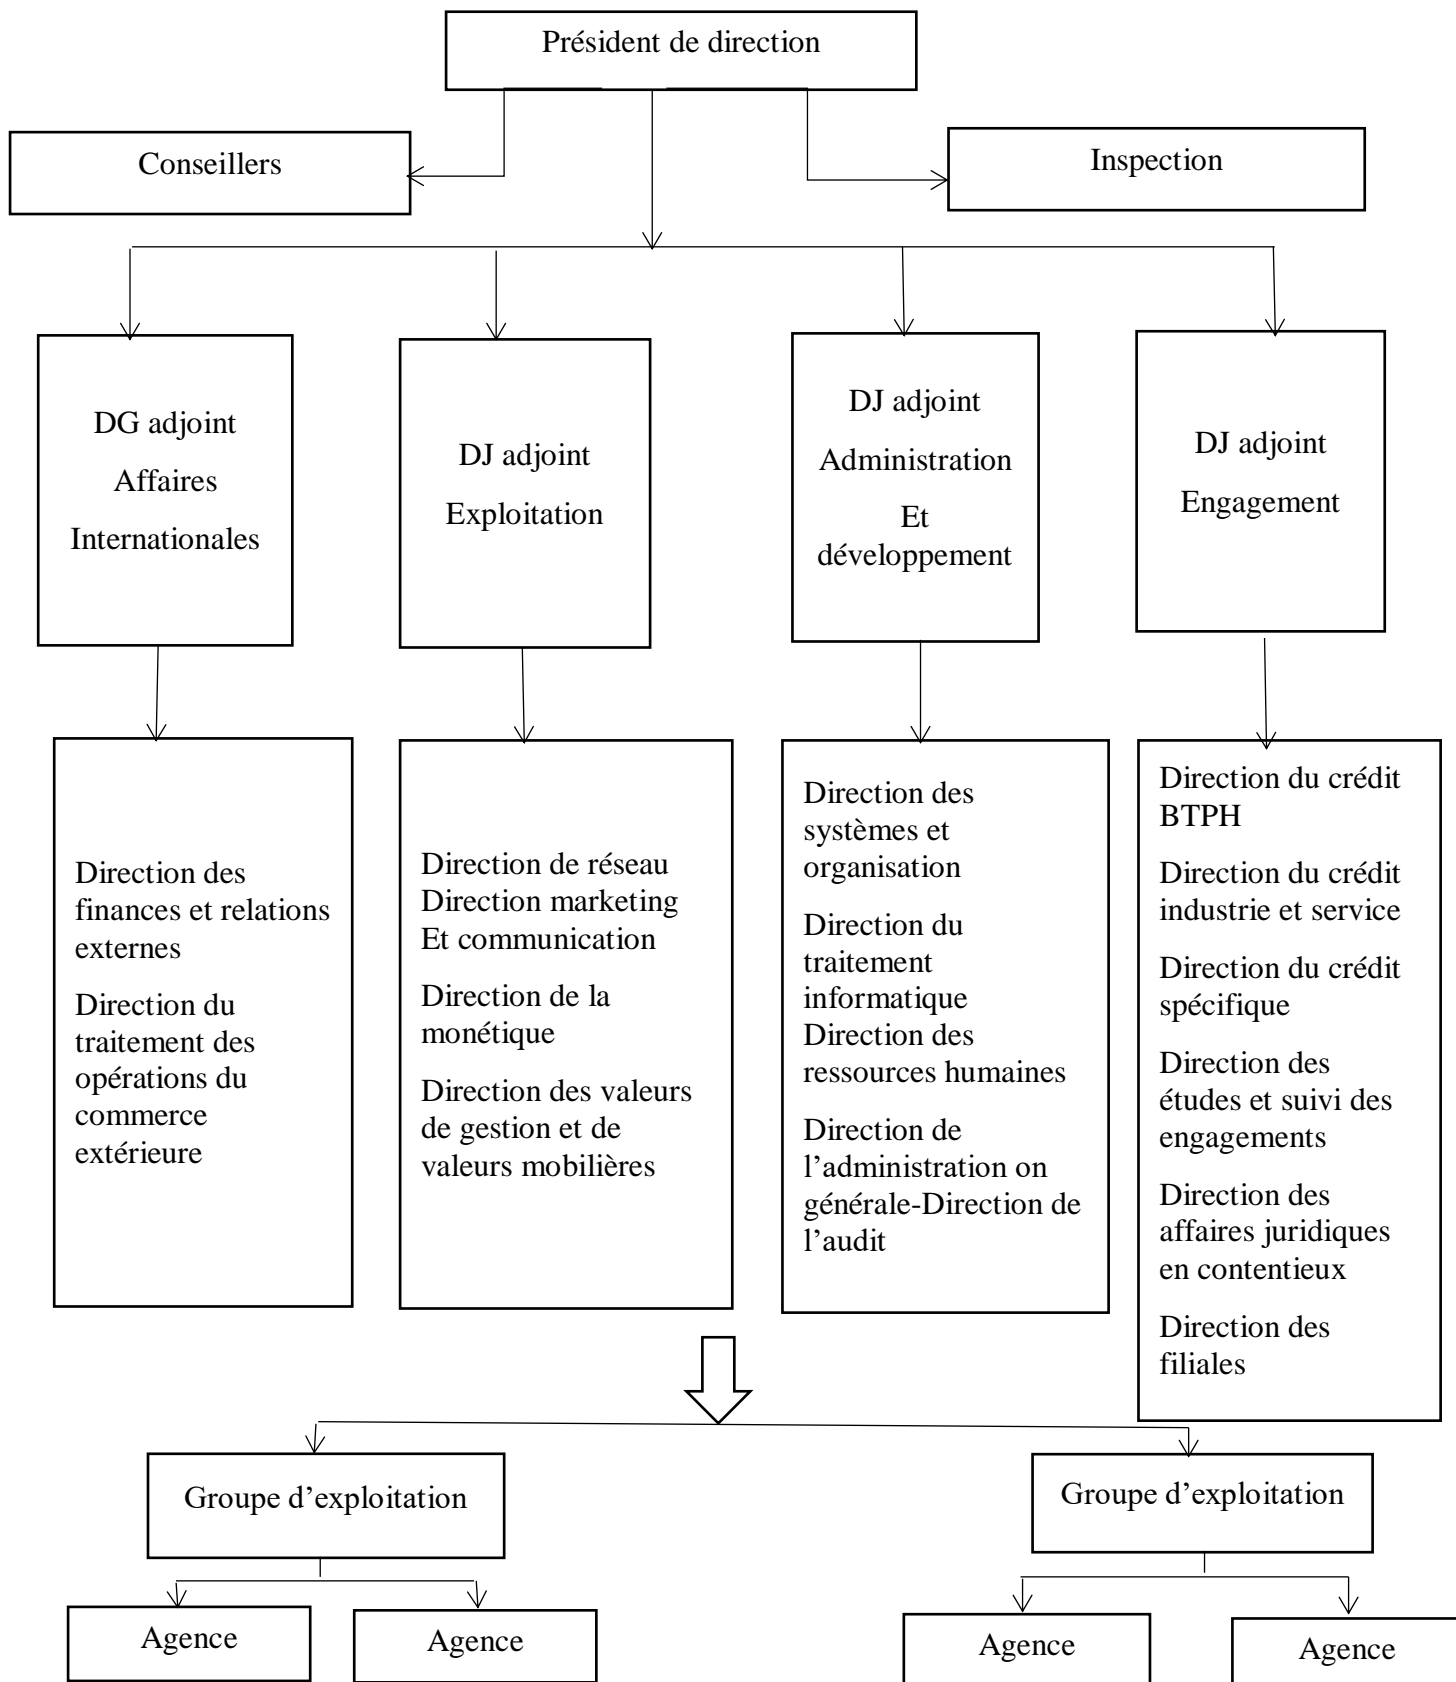 Président de direction
Conseillers
Inspection
DG adjoint
Affaires
Internationales
DJ adjoint
Exploitation
DJ adjoint
Administration
Et
développement
DJ adjoint
Engagement
Direction des
finances et relations
externes
Direction du
traitement des
opérations du
commerce
extérieure
Direction de réseau
Direction marketing
Et communication
Direction de la
monétique
Direction des valeurs
de gestion et de
valeurs mobilières
Direction des
systèmes et
organisation
Direction du
traitement
informatique
Direction des
ressources humaines
Direction de
l’administration on
générale-Direction de
l’audit
Direction du crédit
BTPH
Direction du crédit
industrie et service
Direction du crédit
spécifique
Direction des
études et suivi des
engagements
Direction des
affaires juridiques
en contentieux
Direction des
filiales
Groupe d’exploitation
Groupe d’exploitation
Agence
Agence
Agence
Agence